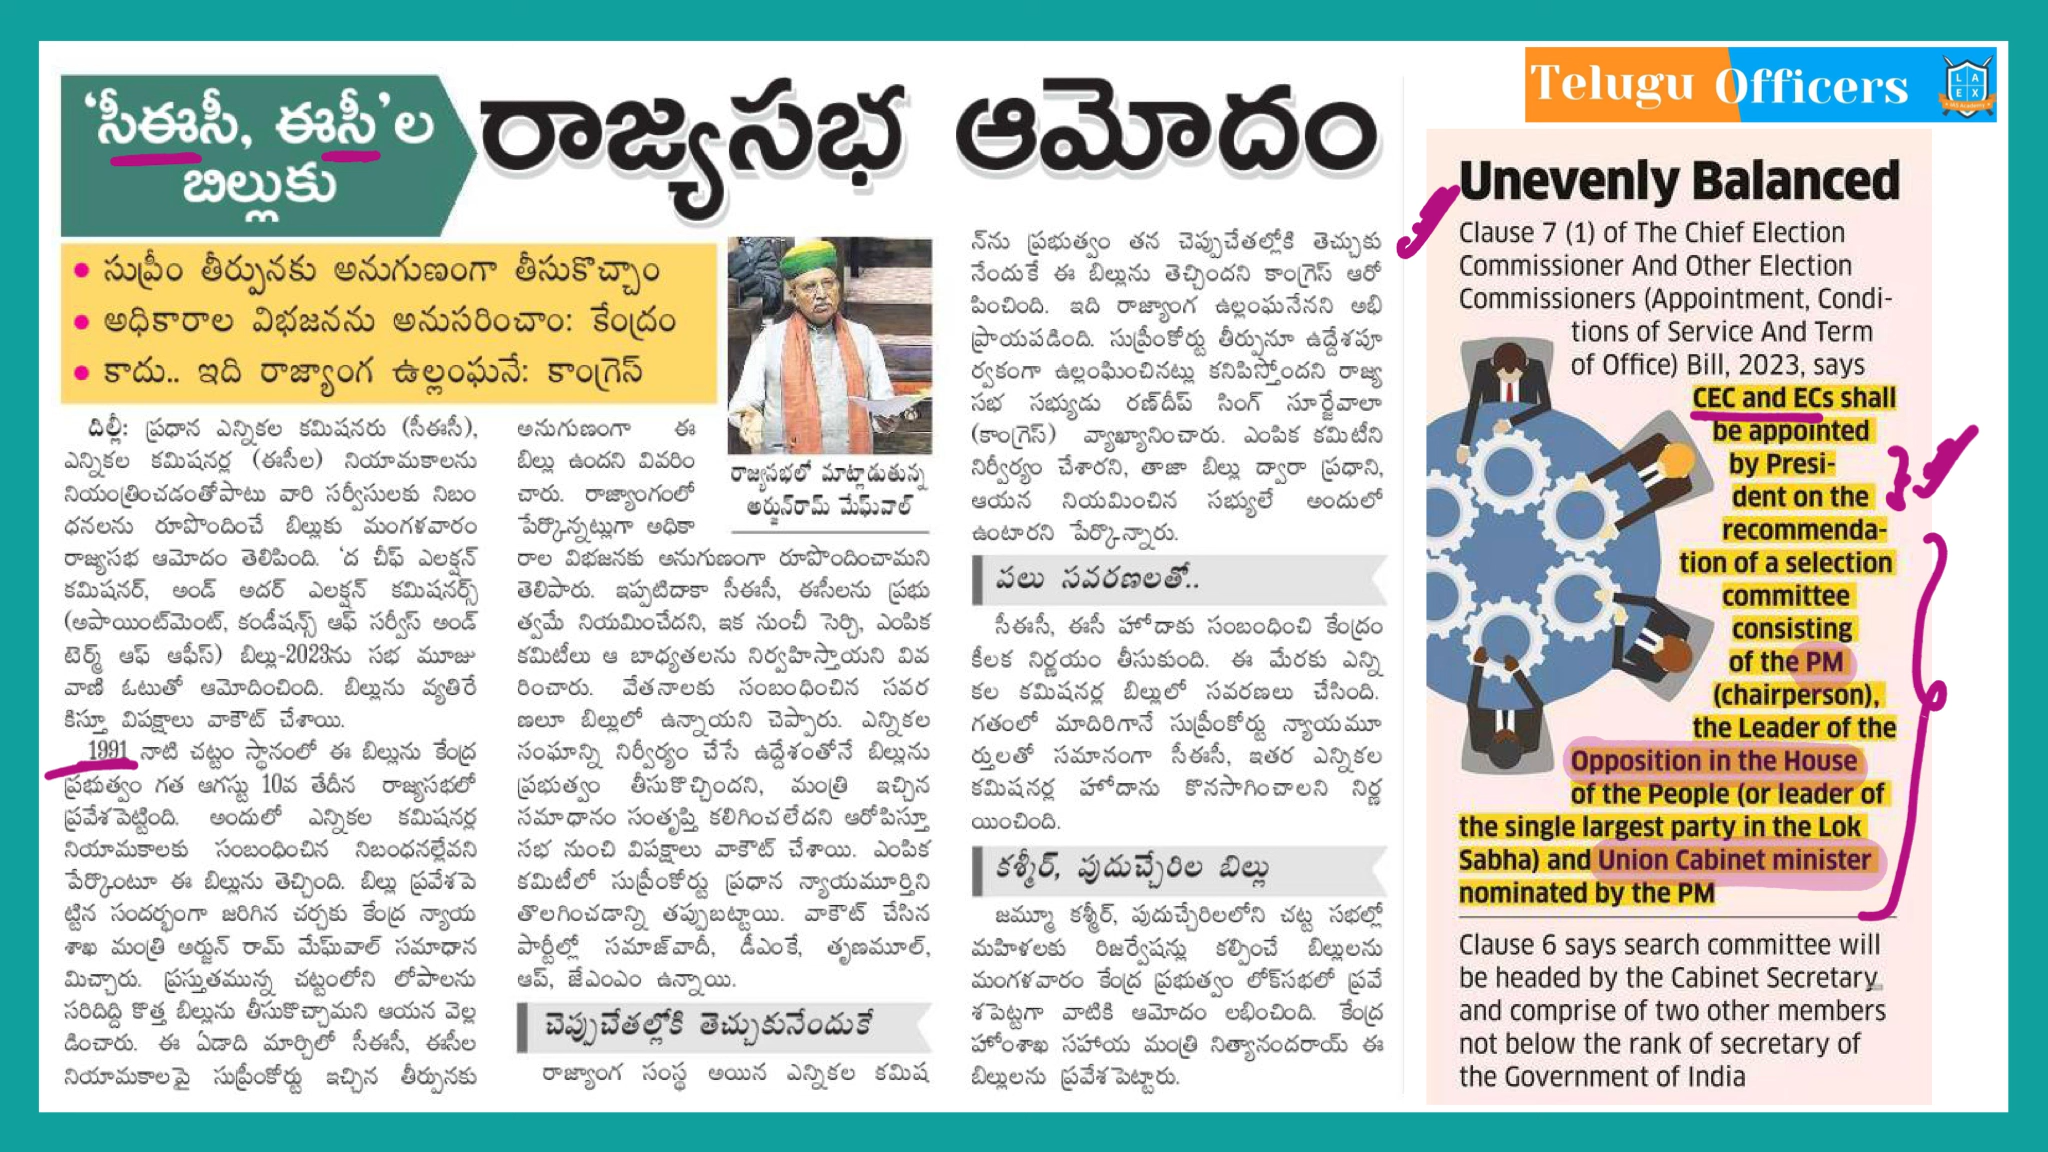 'సీఈసీ, ఈసీ'ల
బిల్లుకు
రాజ్యసభ ఆమోదం
• సుప్రీం తీర్పునకు అనుగుణంగా తీసుకొచ్చాం
• అధికారాల విభజనను అనుసరించాం: కేంద్రం
• కాదు.. ఇది రాజ్యాంగ ఉల్లంఘనే: కాంగ్రెస్
దిల్లీ: ప్రధాన ఎన్నికల కమిషనరు (సీఈసీ),
ఎన్నికల కమిషనర్ల (ఈసీల) నియామకాలను
నియంత్రించడంతోపాటు వారి సర్వీసులకు నిబం
ధనలను రూపొందించే బిల్లుకు మంగళవారం
రాజ్యసభ ఆమోదం తెలిపింది. 'ద చీఫ్ ఎలక్షన్
కమిషనర్, అండ్ అదర్ ఎలక్షన్ కమిషనర్స్
(అపాయింట్‌మెంట్, కండీషన్స్ ఆఫ్ సర్వీస్ అండ్
టెర్మ్ ఆఫ్ ఆఫీస్) బిల్లు-2023ను సభ మూజు
వాణి ఓటుతో ఆమోదించింది. బిల్లును వ్యతిరే
కిస్తూ విపక్షాలు వాకౌట్ చేశాయి.
1991 నాటి చట్టం స్థానంలో ఈ బిల్లును కేంద్ర
ప్రభుత్వం గత ఆగస్టు 10వ తేదీన రాజ్యసభలో
ప్రవేశపెట్టింది. అందులో ఎన్నికల కమిషనర్ల
నియామకాలకు సంబంధించిన నిబంధనల్లేవని
పేర్కొంటూ ఈ బిల్లును తెచ్చింది. బిల్లు ప్రవేశపె
ట్టిన సందర్భంగా జరిగిన చర్చకు కేంద్ర న్యాయ
శాఖ మంత్రి అర్జున్ రామ్ మేఘ్‌వాల్ సమాధాన
మిచ్చారు. ప్రస్తుతమున్న చట్టంలోని లోపాలను
సరిదిద్ది కొత్త బిల్లును తీసుకొచ్చామని ఆయన వెల్ల
డించారు. ఈ ఏడాది మార్చిలో సీఈసీ, ఈసీల
నియామకాలపై సుప్రీంకోర్టు ఇచ్చిన తీర్పునకు
అనుగుణంగా ఈ
బిల్లు ఉందని వివరిం
చారు. రాజ్యాంగంలో
పేర్కొన్నట్లుగా అధికా
రాల విభజనకు అనుగుణంగా రూపొందించామని
తెలిపారు. ఇప్పటిదాకా సీఈసీ, ఈసీలను ప్రభు
త్వమే నియమించేదని, ఇక నుంచీ సెర్చి, ఎంపిక
కమిటీలు ఆ బాధ్యతలను నిర్వహిస్తాయని వివ
రించారు. వేతనాలకు సంబంధించిన సవర
ణలూ బిల్లులో ఉన్నాయని చెప్పారు. ఎన్నికల
సంఘాన్ని నిర్వీర్యం చేసే ఉద్దేశంతోనే బిల్లును
ప్రభుత్వం తీసుకొచ్చిందని, మంత్రి ఇచ్చిన
సమాధానం సంతృప్తి కలిగించలేదని ఆరోపిస్తూ
సభ నుంచి విపక్షాలు వాకౌట్ చేశాయి. ఎంపిక
కమిటీలో సుప్రీంకోర్టు ప్రధాన న్యాయమూర్తిని
తొలగించడాన్ని తప్పుబట్టాయి. వాకౌట్ చేసిన
పార్టీల్లో సమాజ్‌వాదీ, డీఎంకే, తృణమూల్,
ఆప్, జేఎంఎం ఉన్నాయి.
చెప్పుచేతల్లోకి తెచ్చుకునేందుకే
రాజ్యాంగ సంస్థ అయిన ఎన్నికల కమిష
రాజ్యసభలో మాట్లాడుతున్న
అర్జున్‌రామ్ మేఘ్‌వాల్
న్‌ను ప్రభుత్వం తన చెప్పుచేతల్లోకి తెచ్చుకు
నేందుకే ఈ బిల్లును తెచ్చిందని కాంగ్రెస్ ఆరో
పించింది. ఇది రాజ్యాంగ ఉల్లంఘనేనని అభి
ప్రాయపడింది. సుప్రీంకోర్టు తీర్పునూ ఉద్దేశపూ
ర్వకంగా ఉల్లంఘించినట్లు కనిపిస్తోందని రాజ్య
సభ సభ్యుడు రణ్‌దీప్ సింగ్ సూర్జేవాలా
(కాంగ్రెస్) వ్యాఖ్యానించారు. ఎంపిక కమిటీని
నిర్వీర్యం చేశారని, తాజా బిల్లు ద్వారా ప్రధాని,
ఆయన నియమించిన సభ్యులే అందులో
ఉంటారని పేర్కొన్నారు.
పలు సవరణలతో..
సీఈసీ, ఈసీ హోదాకు సంబంధించి కేంద్రం
కీలక నిర్ణయం తీసుకుంది. ఈ మేరకు ఎన్ని
కల కమిషనర్ల బిల్లులో సవరణలు చేసింది.
గతంలో మాదిరిగానే సుప్రీంకోర్టు న్యాయమూ
ర్తులతో సమానంగా సీఈసీ, ఇతర ఎన్నికల
కమిషనర్ల హోదాను కొనసాగించాలని నిర్ణ
యించింది.
కశ్మీర్, పుదుచ్చేరిల బిల్లు
జమ్మూ కశ్మీర్, పుదుచ్చేరిలలోని చట్ట సభల్లో
మహిళలకు రిజర్వేషన్లు కల్పించే బిల్లులను
మంగళవారం కేంద్ర ప్రభుత్వం లోక్‌సభలో ప్రవే
శపెట్టగా వాటికి ఆమోదం లభించింది. కేంద్ర
హోంశాఖ సహాయ మంత్రి నిత్యానందరాయ్ ఈ
బిల్లులను ప్రవేశపెట్టారు.
Telugu Officers
LA
EX
IAS Academy
Unevenly Balanced
Clause 7 (1) of The Chief Election
Commissioner And Other Election
Commissioners (Appointment, Condi-
tions of Service And Term
of Office) Bill, 2023, says
CEC and ECs shall
be appointed
by Presi-
dent on the
recommenda-
tion of a selection
committee
consisting
of the PM
(chairperson),
the Leader of the
Opposition in the House
of the People (or leader of
the single largest party in the Lok
Sabha) and Union Cabinet minister
nominated by the PM
Clause 6 says search committee will
be headed by the Cabinet Secretary
and comprise of two other members
not below the rank of secretary of
the Government of India